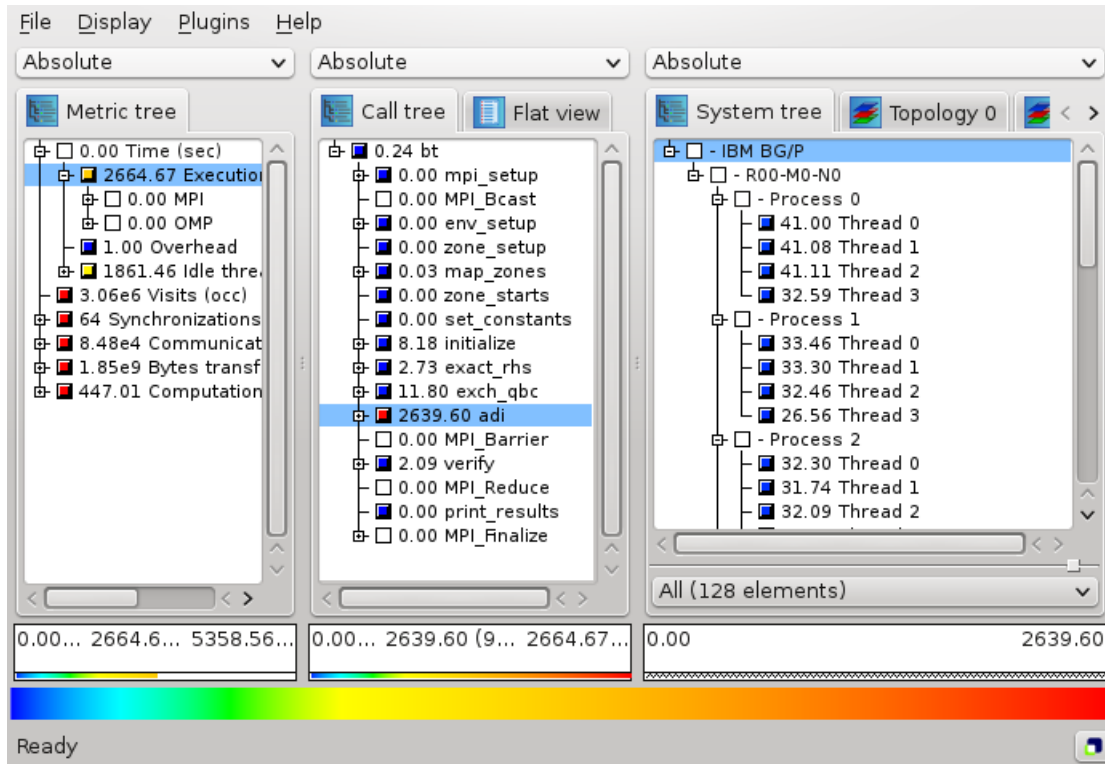 File Display Plugins Help
Absolute
Absolute
Absolute
Metric tree
Call tree
Flat view
System tree
Topology 0
0.00 Time (sec)
2664.67 Execution
0.00 MPI
0.00 OMP
1.00 Overhead
1861.46 Idle threa
3.06e6 Visits (occ)
64 Synchronizations
8.48e4 Communicat
1.85e9 Bytes transf
447.01 Computation
0.24 bt
0.00 mpi_setup
0.00 MPI_Bcast
0.00 env_setup
0.00 zone_setup
0.03 map_zones
0.00 zone_starts
0.00 set_constants
8.18 initialize
2.73 exact_rhs
11.80 exch_qbc
2639.60 adi
0.00 MPI_Barrier
2.09 verify
0.00 MPI_Reduce
0.00 print_results
0.00 MPI_Finalize
- IBM BG/P
- R00-M0-N0
- Process 0
41.00 Thread 0
41.08 Thread 1
41.11 Thread 2
32.59 Thread 3
- Process 1
33.46 Thread 0
33.30 Thread 1
32.46 Thread 2
26.56 Thread 3
- Process 2
32.30 Thread 0
31.74 Thread 1
32.09 Thread 2
All (128 elements)
0.00... 2664.6... 5358.56...
0.00... 2639.60 (9... 2664.67...
0.00 2639.60
Ready